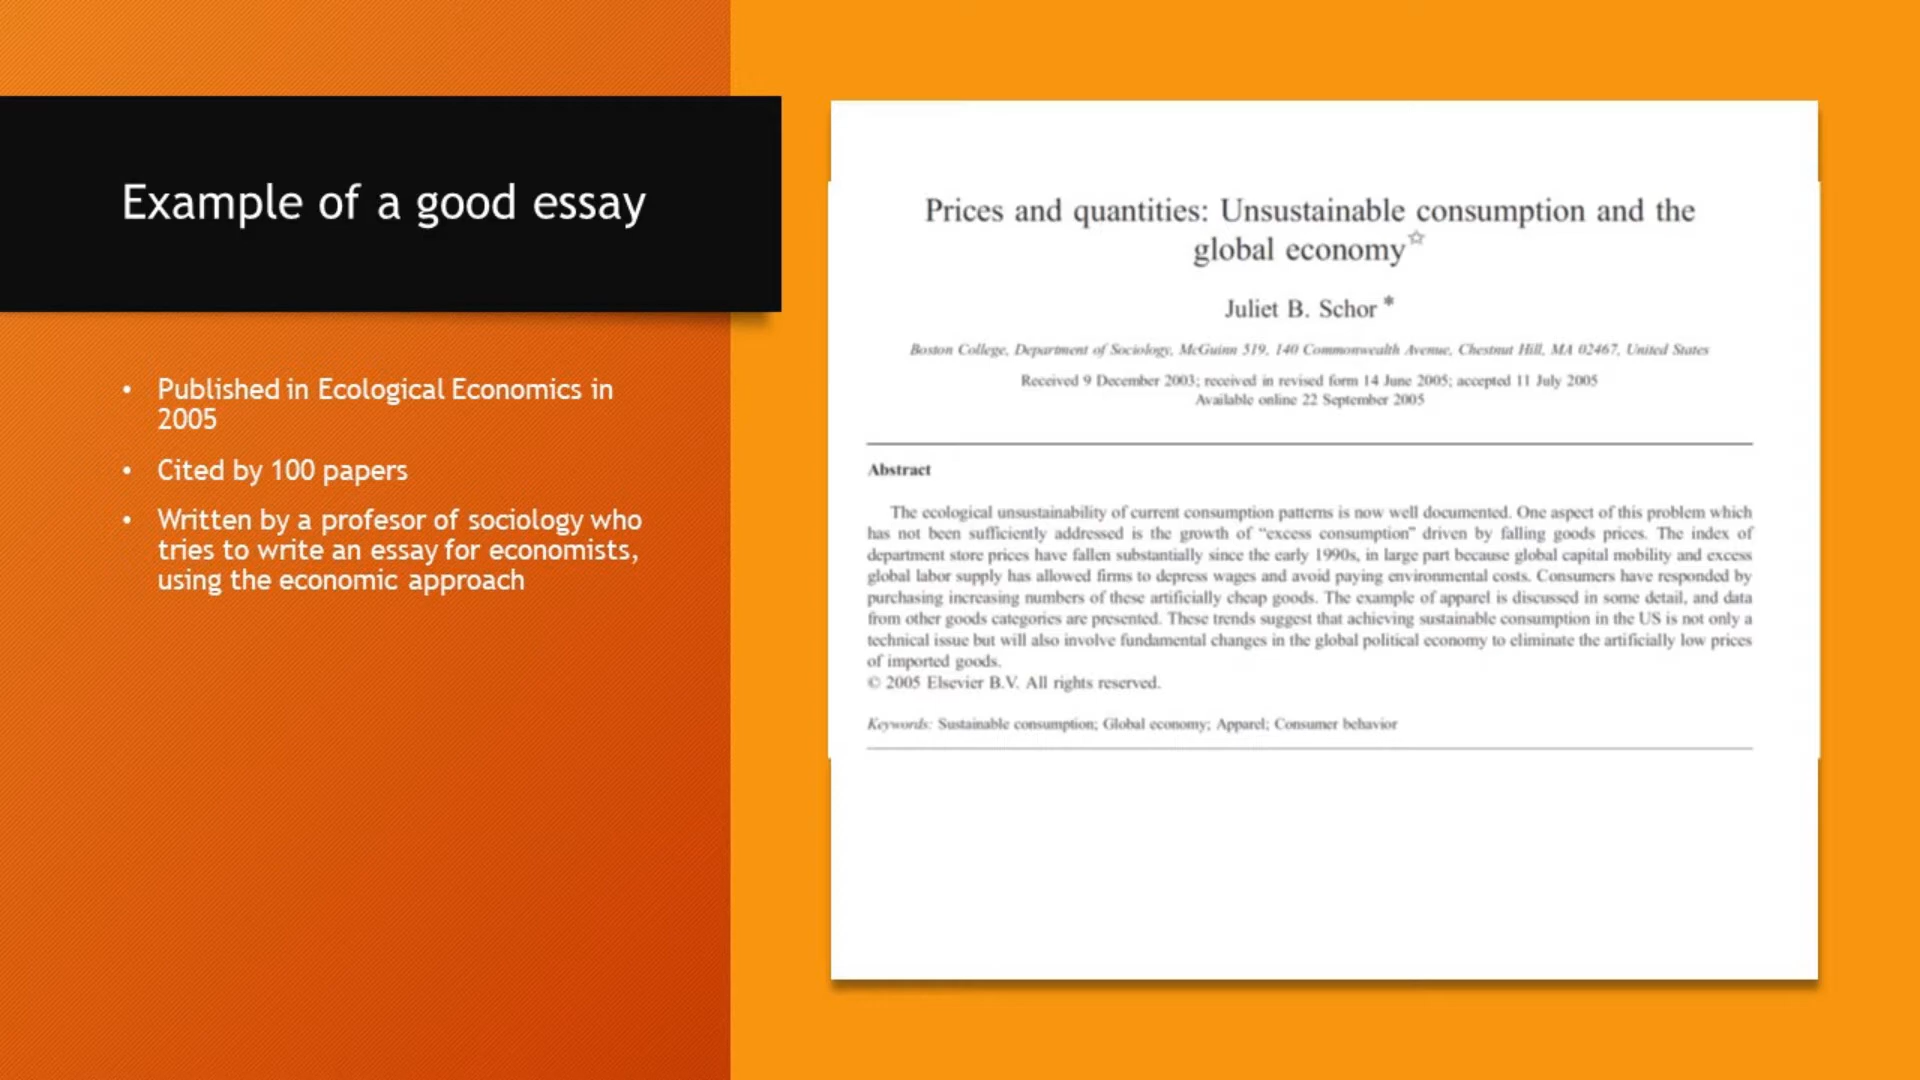 Example of a good essay
• Published in Ecological Economics in
2005
• Cited by 100 papers
• Written by a profesor of sociology who
tries to write an essay for economists,
using the economic approach
Prices and quantities: Unsustainable consumption and the
global economy☆
Juliet B. Schor *
Boston College, Department of Sociology, McGuinn 519, 140 Commonwealth Avenue, Chestnut Hill, MA 02467, United States
Received 9 December 2003; received in revised form 14 June 2005; accepted 11 July 2005
Available online 22 September 2005
Abstract
The ecological unsustainability of current consumption patterns is now well documented. One aspect of this problem which
has not been sufficiently addressed is the growth of “excess consumption” driven by falling goods prices. The index of
department store prices have fallen substantially since the early 1990s, in large part because global capital mobility and excess
global labor supply has allowed firms to depress wages and avoid paying environmental costs. Consumers have responded by
purchasing increasing numbers of these artificially cheap goods. The example of apparel is discussed in some detail, and data
from other goods categories are presented. These trends suggest that achieving sustainable consumption in the US is not only a
technical issue but will also involve fundamental changes in the global political economy to eliminate the artificially low prices
of imported goods.
© 2005 Elsevier B.V. All rights reserved.
Keywords: Sustainable consumption; Global economy; Apparel; Consumer behavior